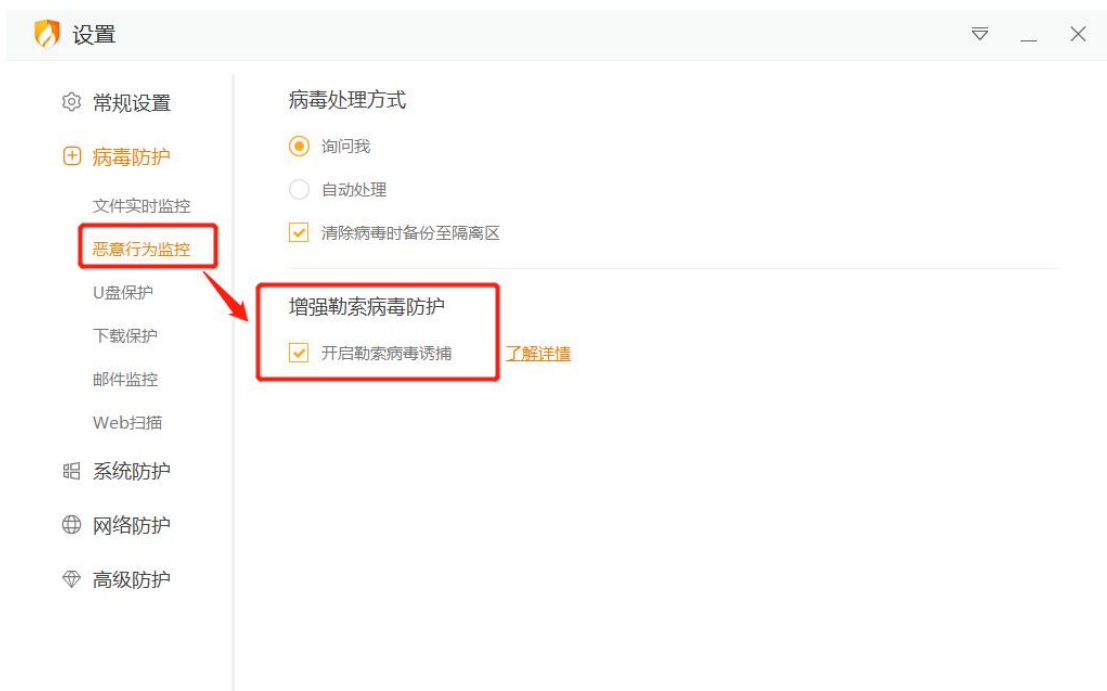 设置
常规设置
病毒防护
文件实时监控
恶意行为监控
U盘保护
下载保护
邮件监控
Web扫描
系统防护
网络防护
高级防护
病毒处理方式
询问我
自动处理
清除病毒时备份至隔离区
增强勒索病毒防护
开启勒索病毒诱捕 了解详情